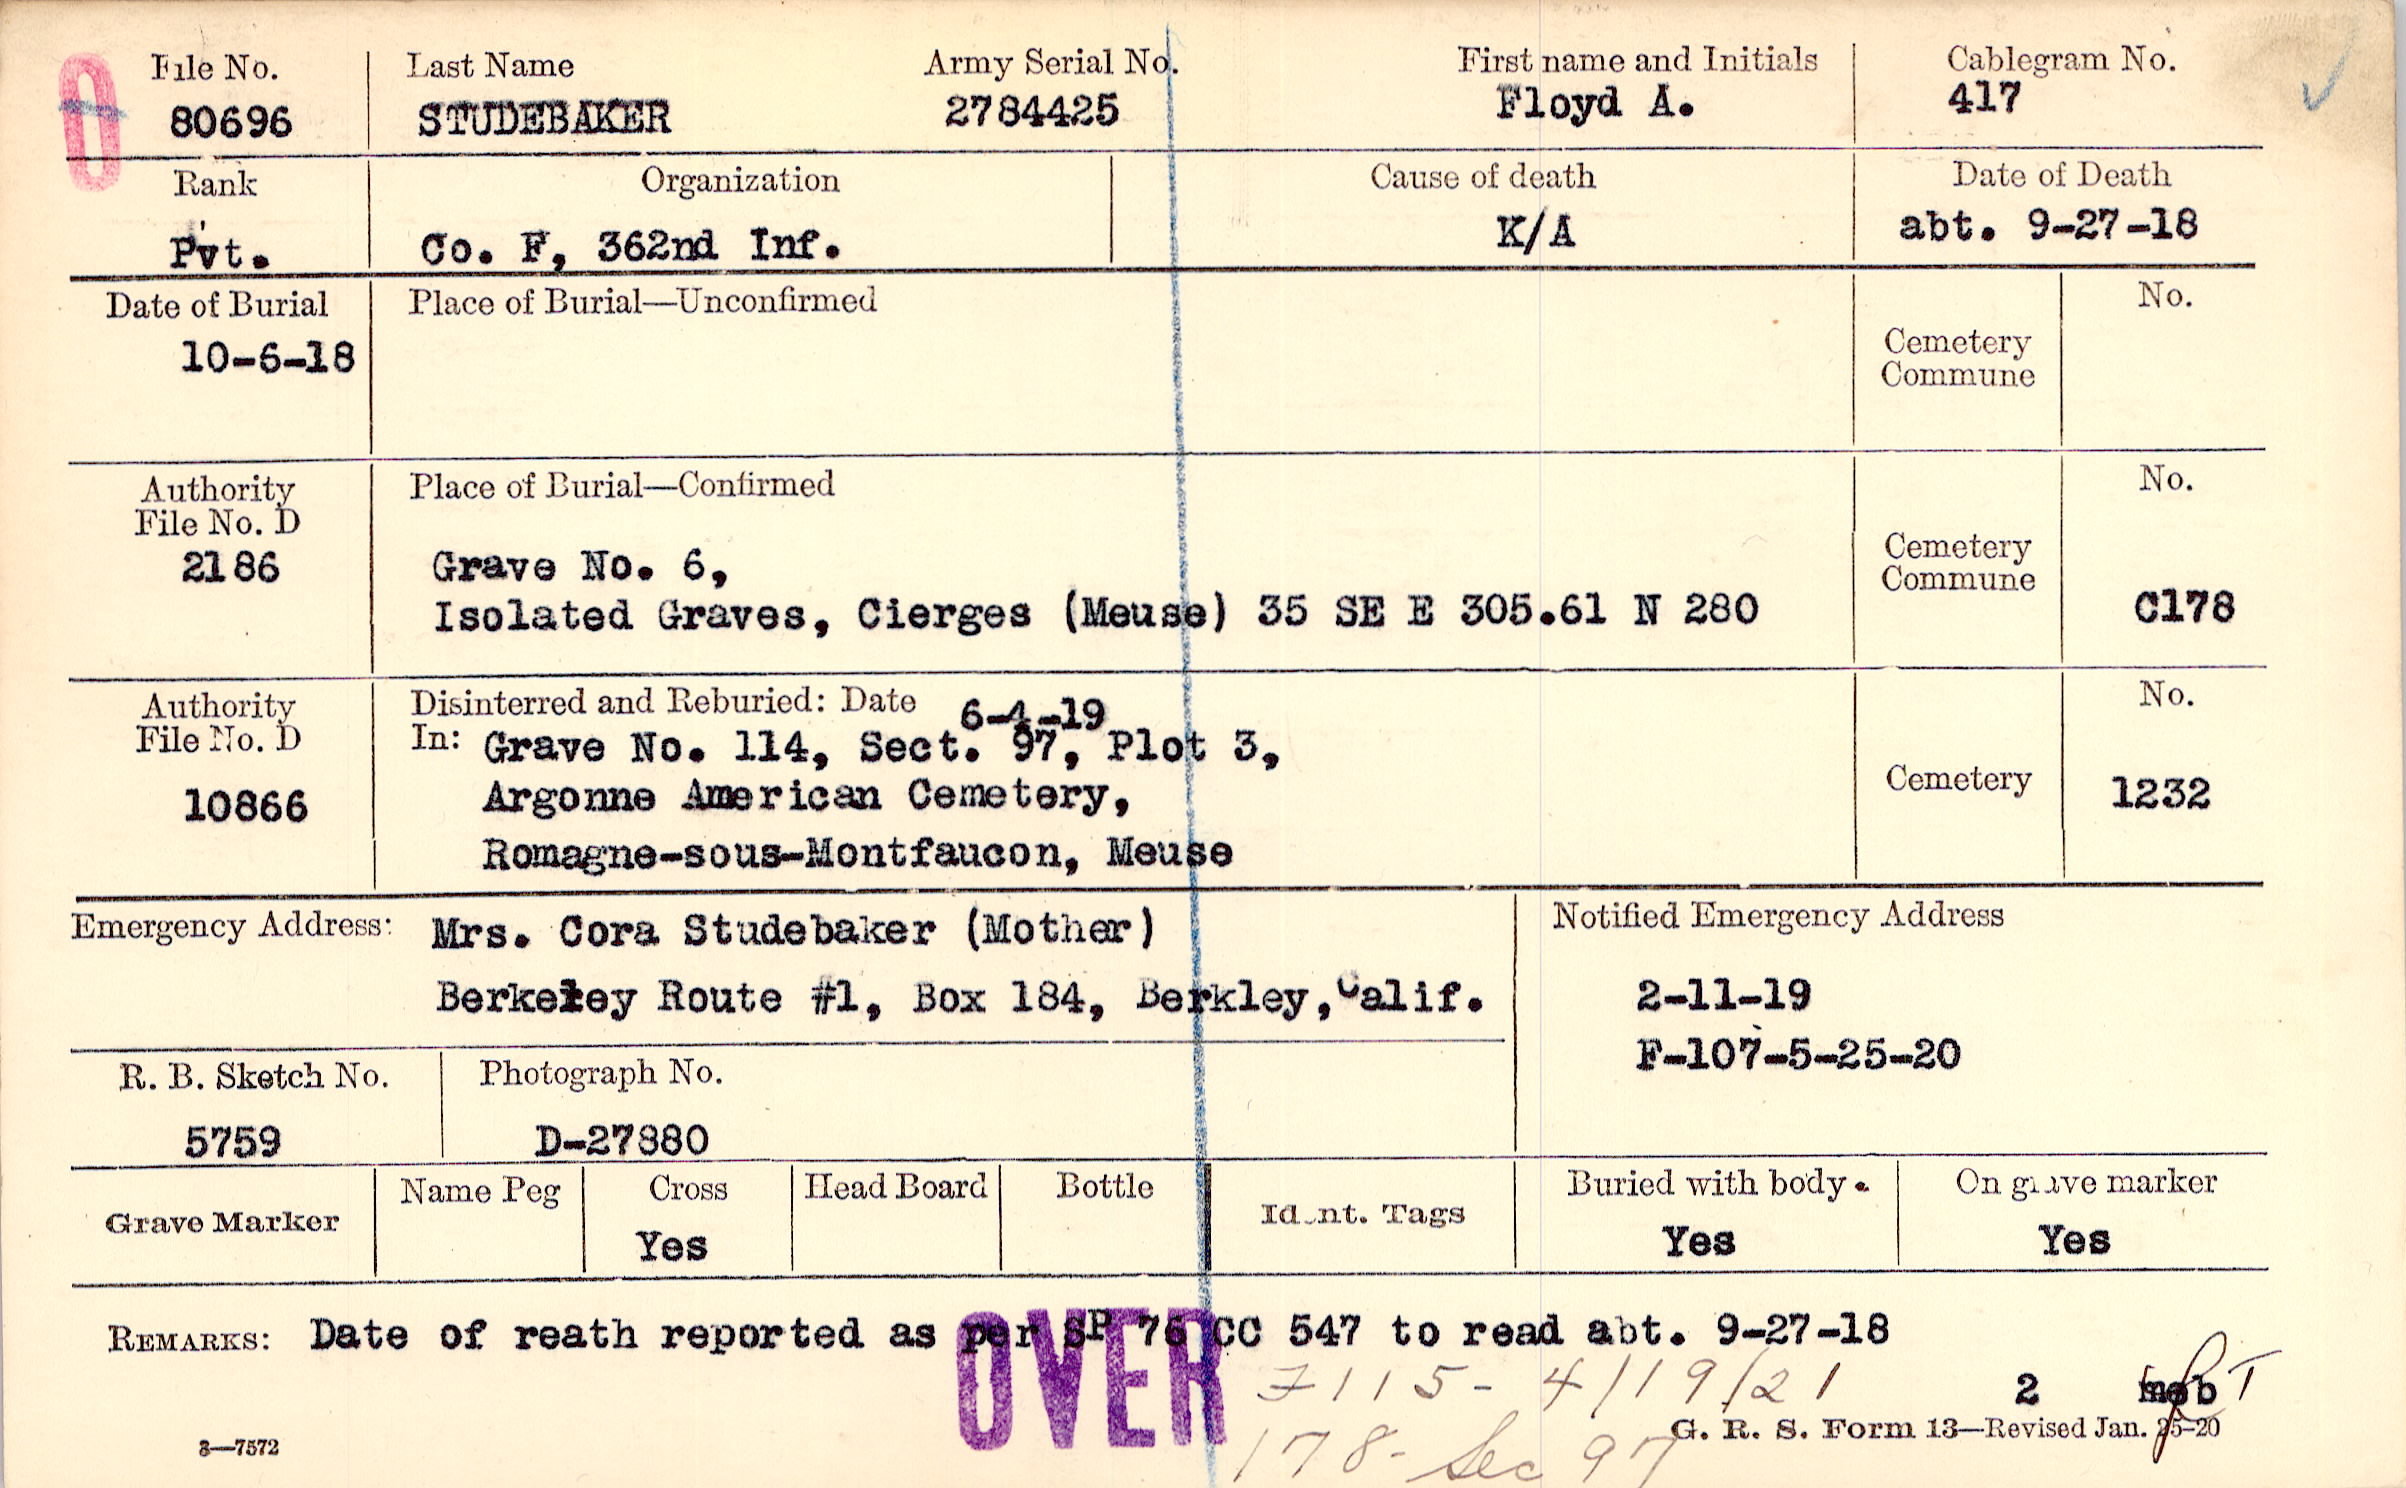 0
File No. Last Name Army Serial No. First name and Initials Cablegram No.
80696 STUDEBAKER 2784425 Floyd A. 417
Rank Organization Cause of death Date of Death
Pvt. Co. F, 362nd Inf. K/A abt. 9-27-18
Date of Burial Place of Burial—Unconfirmed No.
10-6-18 Cemetery
Commune
Authority Place of Burial—Confirmed No.
File No. D
2186 Grave No. 6, Cemetery
Commune
Isolated Graves, Cierges (Meuse) 35 SE E 305.61 N 280 C178
Authority Disinterred and Reburied: Date 6-4-19 No.
File No. D In: Grave No. 114, Sect. 97, Plot 3,
10866 Argonne American Cemetery, Cemetery 1232
Romagne-sous-Montfaucon, Meuse
Emergency Address: Mrs. Cora Studebaker (Mother) Notified Emergency Address
Berkeley Route #1, Box 184, Berkley, Calif. 2-11-19
F-107-5-25-20
R. B. Sketch No. Photograph No.
5759 D-27880
Grave Marker Name Peg Cross Head Board Bottle Ident. Tags Buried with body. On grave marker
Yes Yes Yes
REMARKS: Date of reath reported as per SP 76 CC 547 to read abt. 9-27-18
OVER
7115- 4/19/21
2
178- Sec 97
3—7572 G. R. S. Form 13—Revised Jan. 25-20